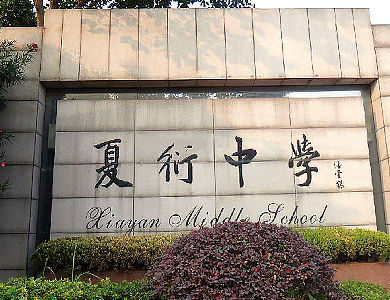 夏衍中学
Xiayan Middle School